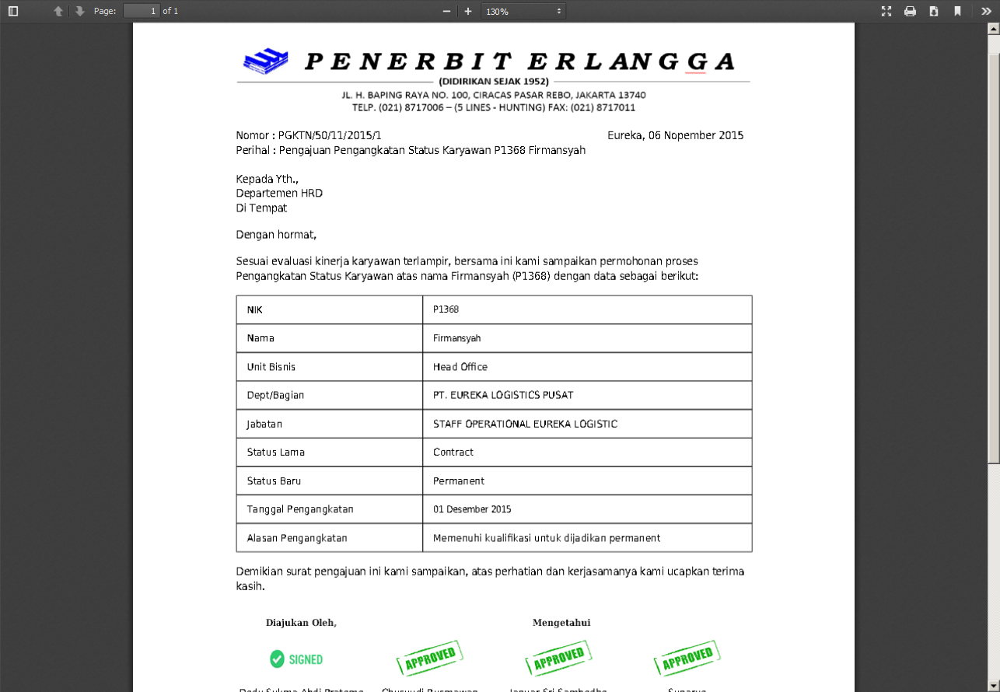 Page: 1 of 1 130%
PENERBIT ERLANGGA
(DIDIRIKAN SEJAK 1952)
JL. H. BAPING RAYA NO. 100, CIRACAS PASAR REBO, JAKARTA 13740
TELP. (021) 8717006 – (5 LINES - HUNTING) FAX: (021) 8717011
Nomor : PGKTN/50/11/2015/1 Eureka, 06 Nopember 2015
Perihal : Pengajuan Pengangkatan Status Karyawan P1368 Firmansyah
Kepada Yth.,
Departemen HRD
Di Tempat
Dengan hormat,
Sesuai evaluasi kinerja karyawan terlampir, bersama ini kami sampaikan permohonan proses
Pengangkatan Status Karyawan atas nama Firmansyah (P1368) dengan data sebagai berikut:
NIK P1368
Nama Firmansyah
Unit Bisnis Head Office
Dept/Bagian PT. EUREKA LOGISTICS PUSAT
Jabatan STAFF OPERATIONAL EUREKA LOGISTIC
Status Lama Contract
Status Baru Permanent
Tanggal Pengangkatan 01 Desember 2015
Alasan Pengangkatan Memenuhi kualifikasi untuk dijadikan permanent
Demikian surat pengajuan ini kami sampaikan, atas perhatian dan kerjasamanya kami ucapkan terima
kasih.
Diajukan Oleh, Mengetahui
SIGNED APPROVED APPROVED APPROVED